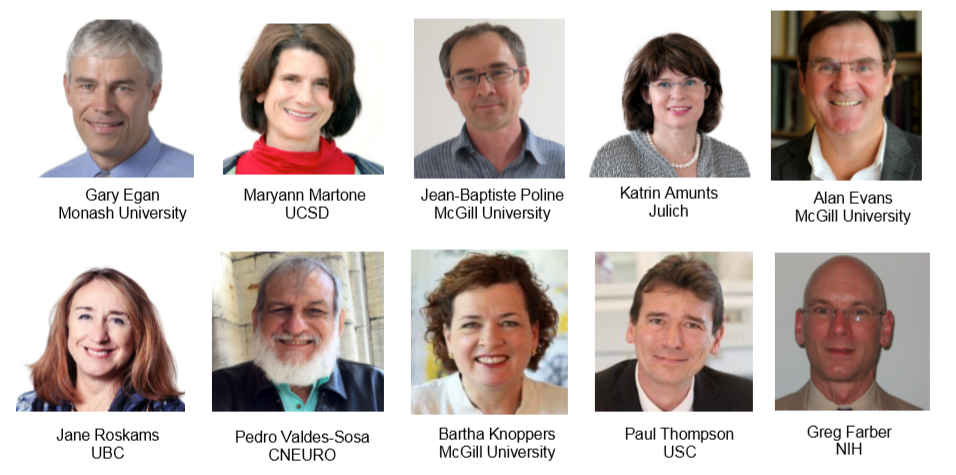 Gary Egan
Monash University
Maryann Martone
UCSD
Jean-Baptiste Poline
McGill University
Katrin Amunts
Julich
Alan Evans
McGill University
Jane Roskams
UBC
Pedro Valdes-Sosa
CNEURO
Bartha Knoppers
McGill University
Paul Thompson
USC
Greg Farber
NIH